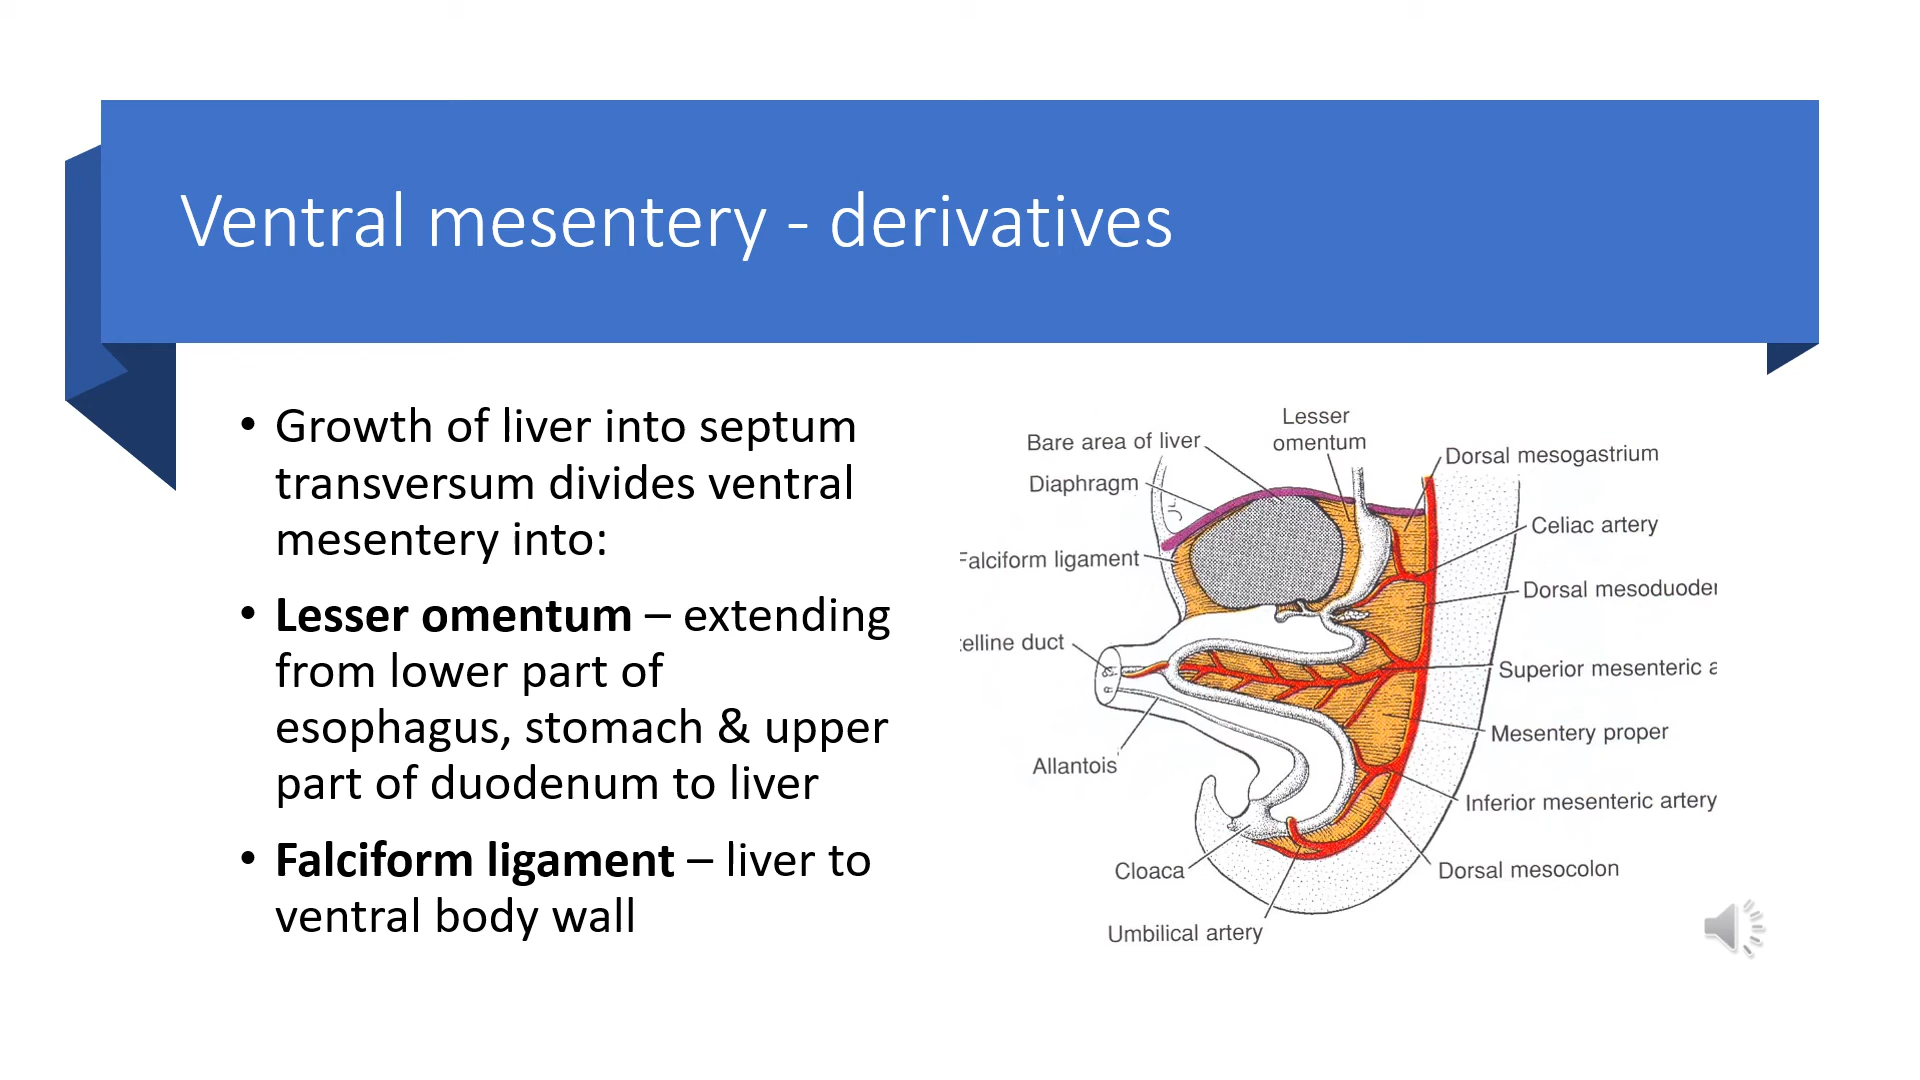 Ventral mesentery - derivatives
• Growth of liver into septum
transversum divides ventral
mesentery into:
• Lesser omentum – extending
from lower part of
esophagus, stomach & upper
part of duodenum to liver
• Falciform ligament – liver to
ventral body wall
Lesser
omentum
Bare area of liver
Diaphragm
Falciform ligament
telline duct
Allantois
Cloaca
Umbilical artery
Dorsal mesogastrium
Celiac artery
Dorsal mesoduoder
Superior mesenteric a
Mesentery proper
Inferior mesenteric artery
Dorsal mesocolon